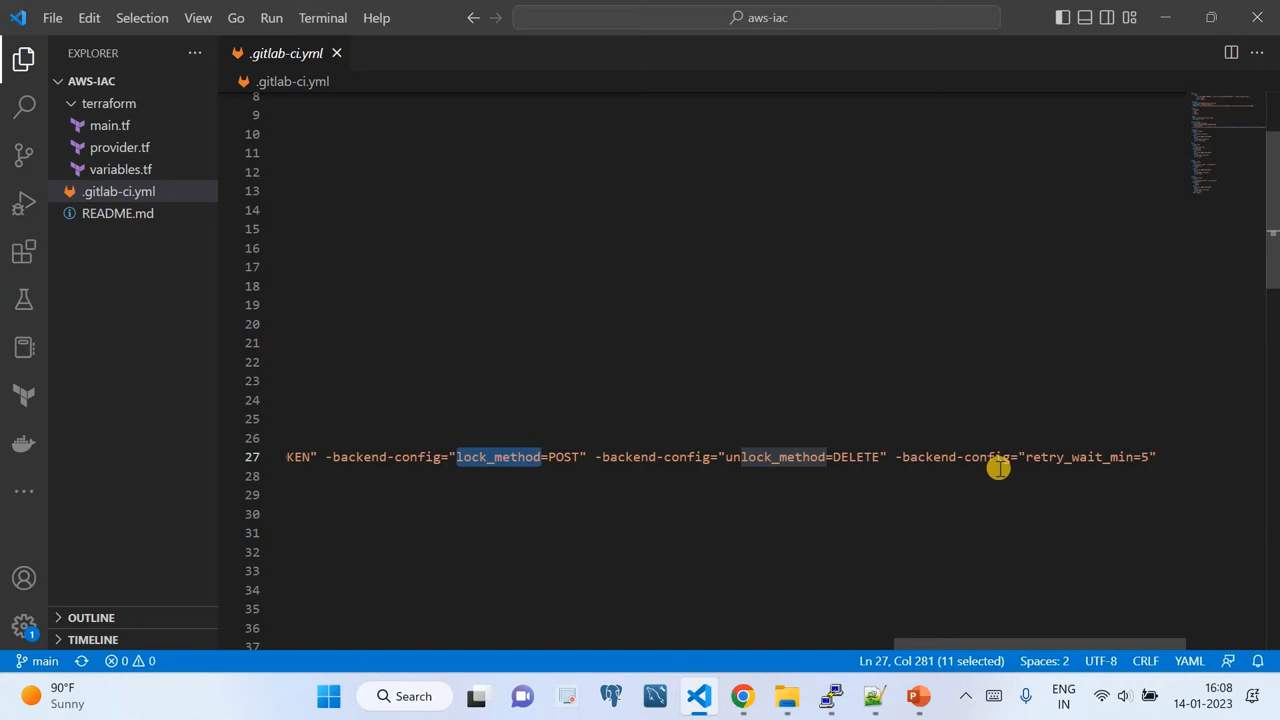 File Edit Selection View Go Run Terminal Help
aws-iac
EXPLORER
.gitlab-ci.yml
AWS-IAC
.gitlab-ci.yml
terraform
main.tf
provider.tf
variables.tf
.gitlab-ci.yml
README.md
8
9
10
11
12
13
14
15
16
17
18
19
20
21
22
23
24
25
26
27 KEN" -backend-config="lock_method=POST" -backend-config="unlock_method=DELETE" -backend-config="retry_wait_min=5"
28
29
30
31
32
33
34
35
36
37
OUTLINE
TIMELINE
1
main 0 0 Ln 27, Col 281 (11 selected) Spaces: 2 UTF-8 CRLF YAML
90°F
Sunny
Search
ENG
IN
16:08
14-01-2023